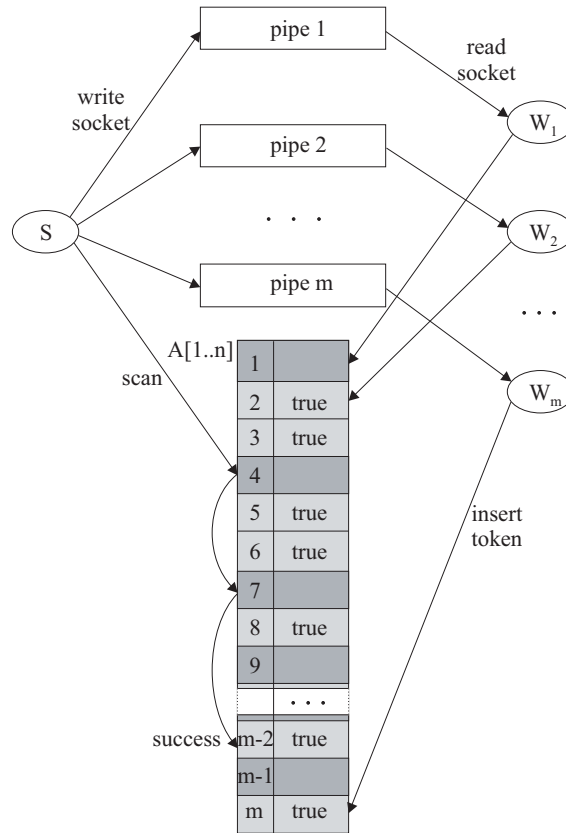 pipe 1
read
socket
write
socket
W1
pipe 2
. . .
S
W2
pipe m
. . .
A[1..n]
1
scan
Wm
2 true
3 true
4
5 true
insert
token
6 true
7
8 true
9
. . .
success
m-2 true
m-1
m true